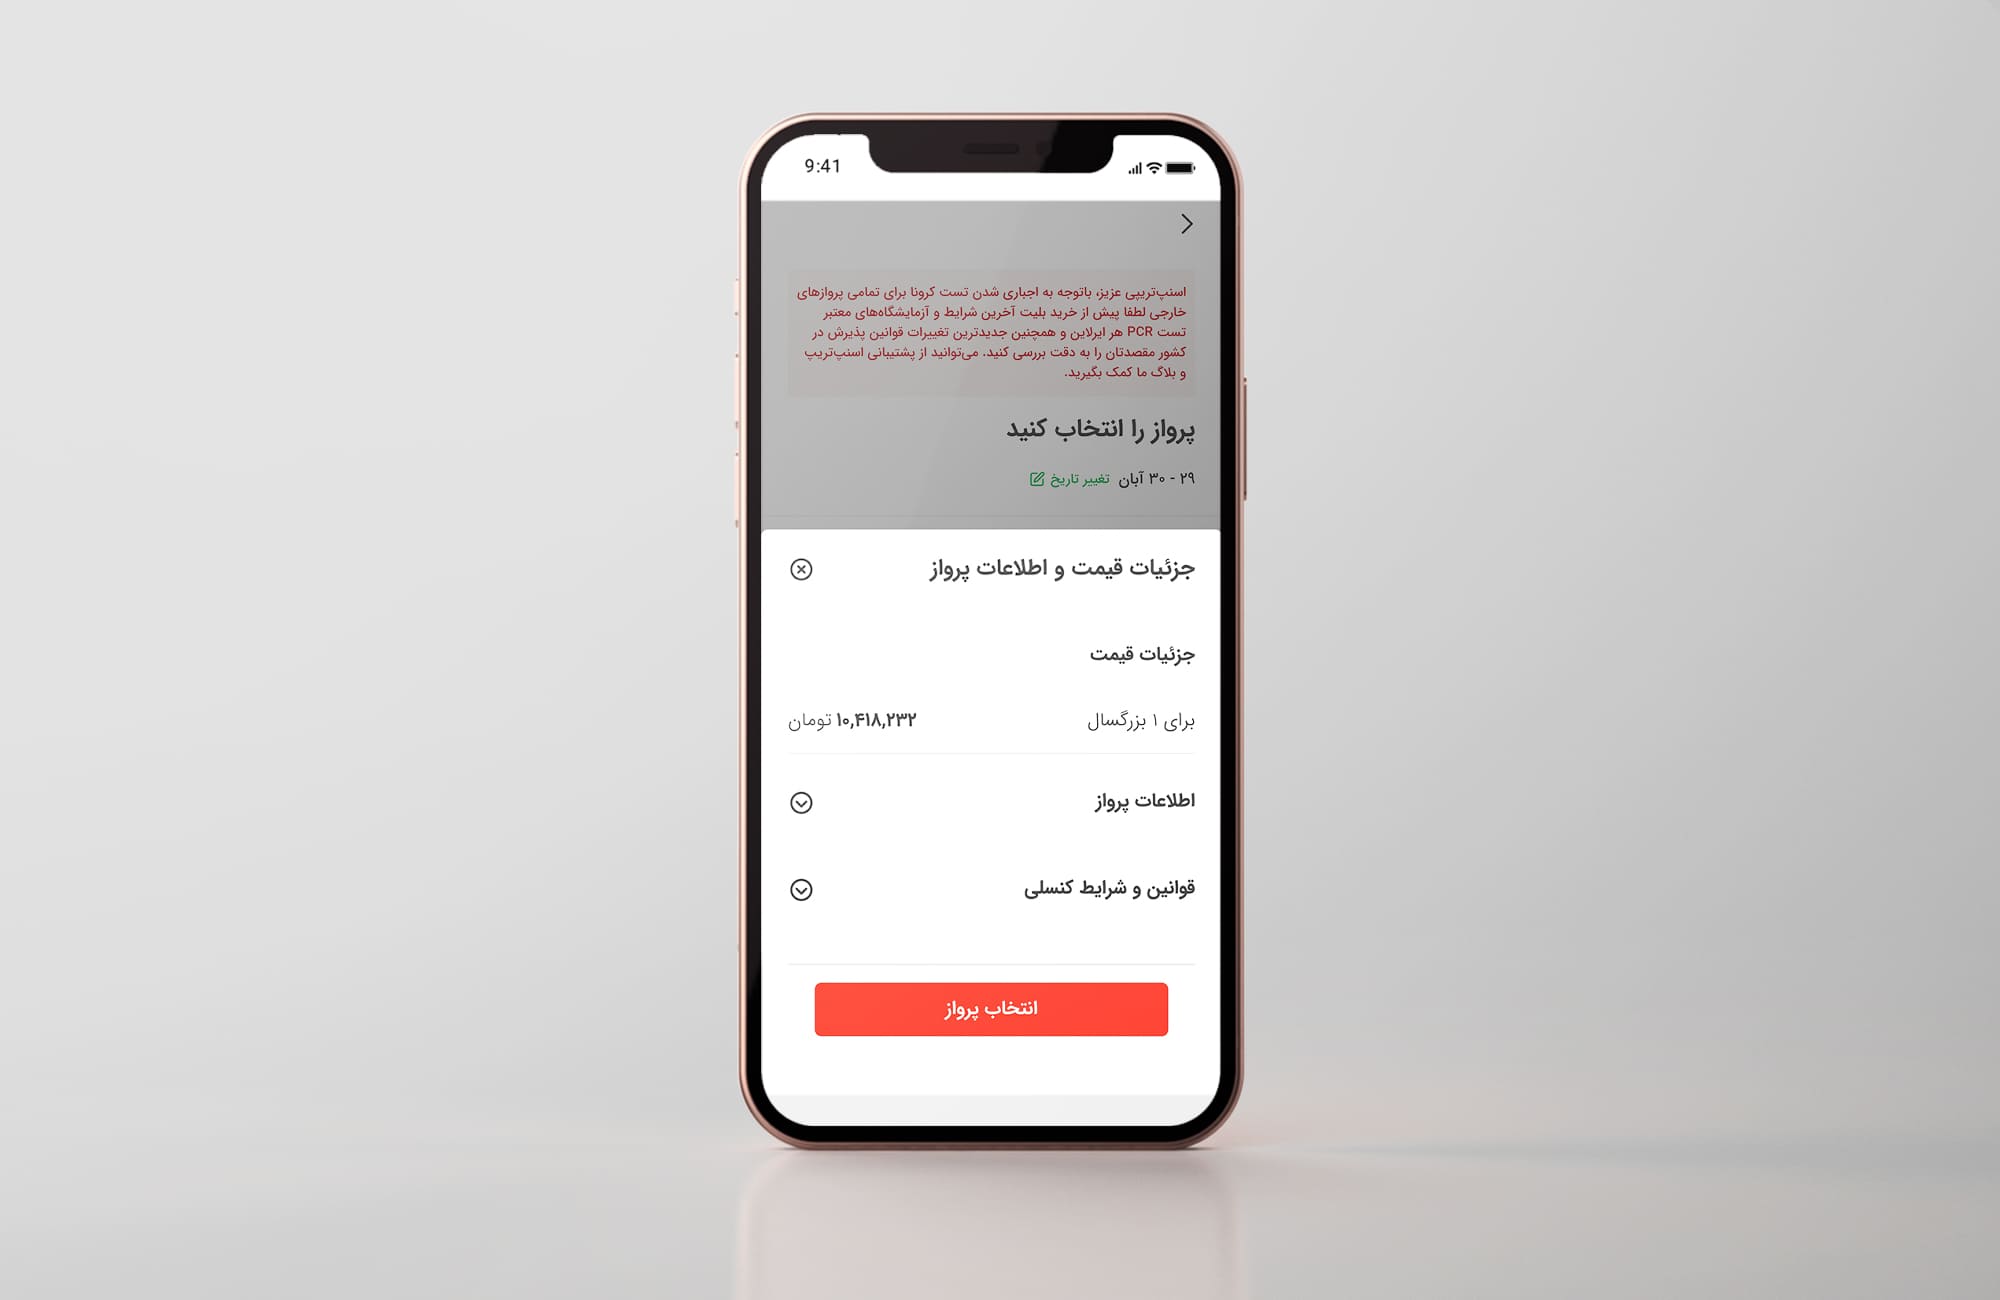 9:41
اسنپ‌تریپی عزیز، باتوجه به اجباری شدن تست کرونا برای تمامی پروازهای
خارجی لطفا پیش از خرید بلیت آخرین شرایط و آزمایشگاه‌های معتبر
تست PCR هر ایرلاین و همچنین جدیدترین تغییرات قوانین پذیرش در
کشور مقصدتان را به دقت بررسی کنید. می‌توانید از پشتیبانی اسنپ‌تریپ
و بلاگ ما کمک بگیرید.
پرواز را انتخاب کنید
۲۹ - ۳۰ آبان تغییر تاریخ
جزئیات قیمت و اطلاعات پرواز
جزئیات قیمت
برای ۱ بزرگسال ۱۰,۴۱۸,۲۳۲ تومان
اطلاعات پرواز
قوانین و شرایط کنسلی
انتخاب پرواز